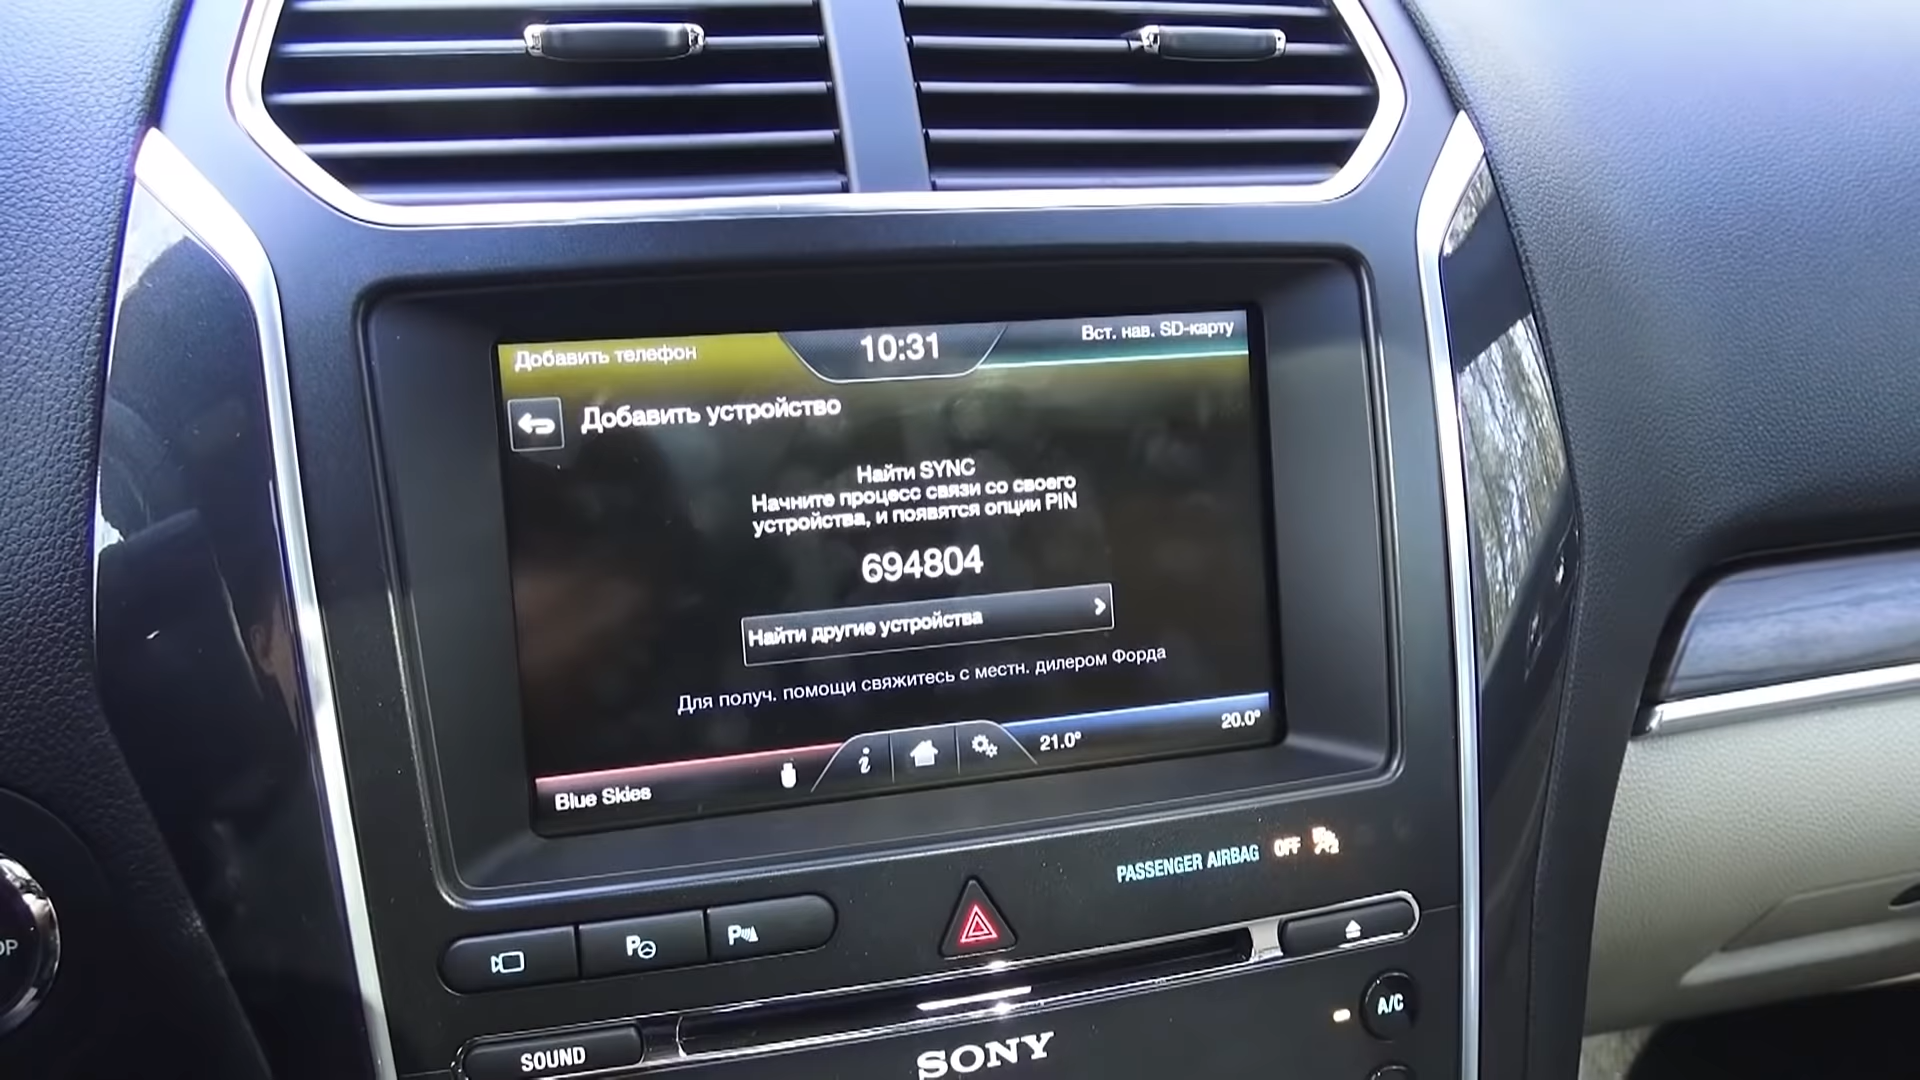 Добавить телефон
10:31
Вст. нав. SD-карту
Добавить устройство
Найти SYNC
Начните процесс связи со своего
устройства, и появятся опции PIN
694804
Найти другие устройства
Для получ. помощи свяжитесь с местн. дилером Форда
Blue Skies
21.0°
20.0°
PASSENGER AIRBAG OFF
A/C
SOUND
SONY